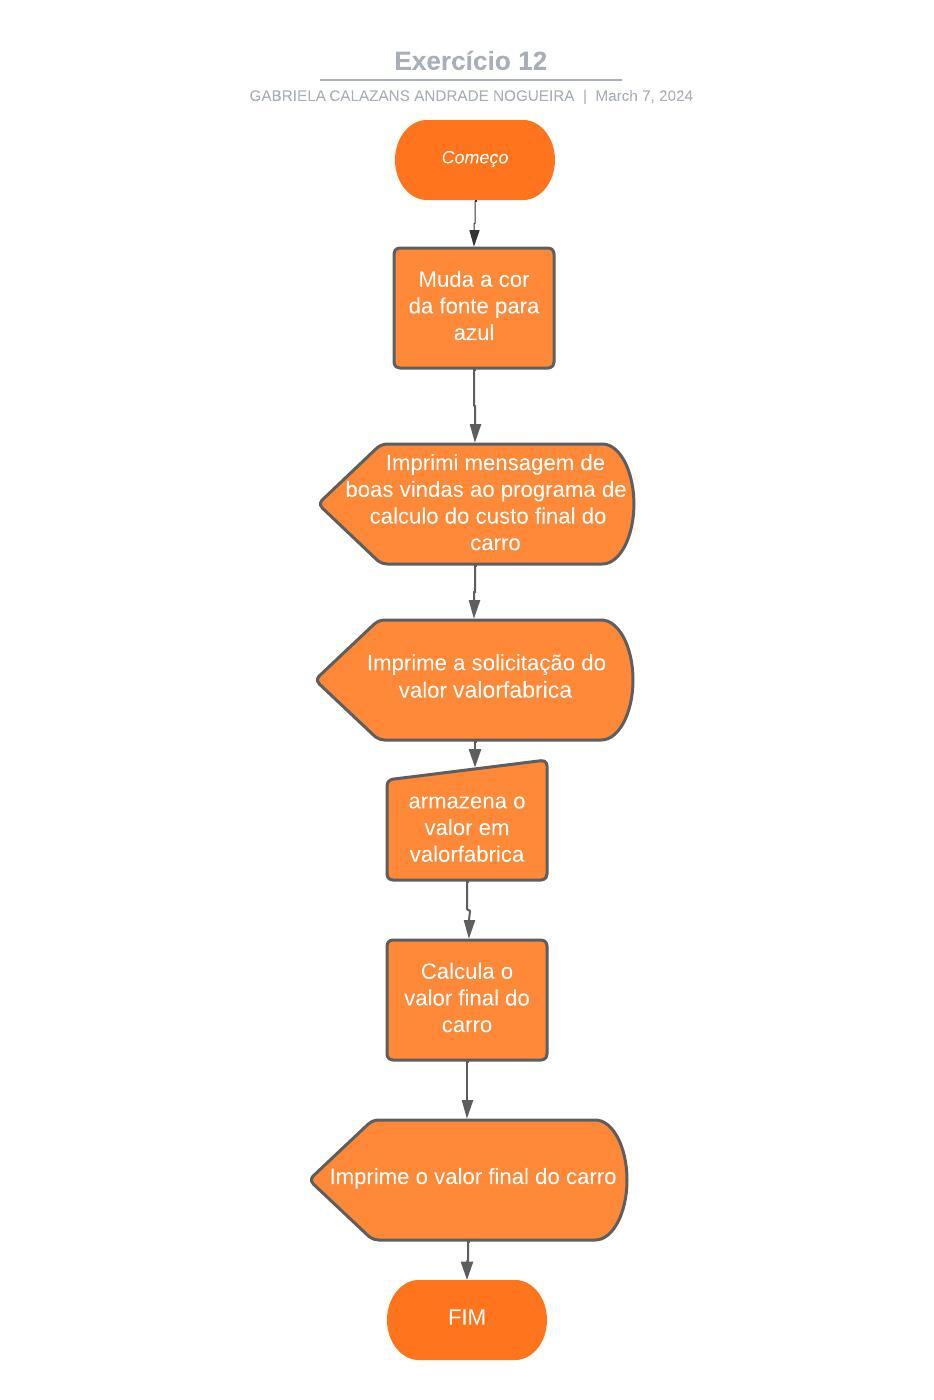 Exercício 12
GABRIELA CALAZANS ANDRADE NOGUEIRA | March 7, 2024
Começo
Muda a cor
da fonte para
azul
Imprimi mensagem de
boas vindas ao programa de
calculo do custo final do
carro
Imprime a solicitação do
valor valorfabrica
armazena o
valor em
valorfabrica
Calcula o
valor final do
carro
Imprime o valor final do carro
FIM